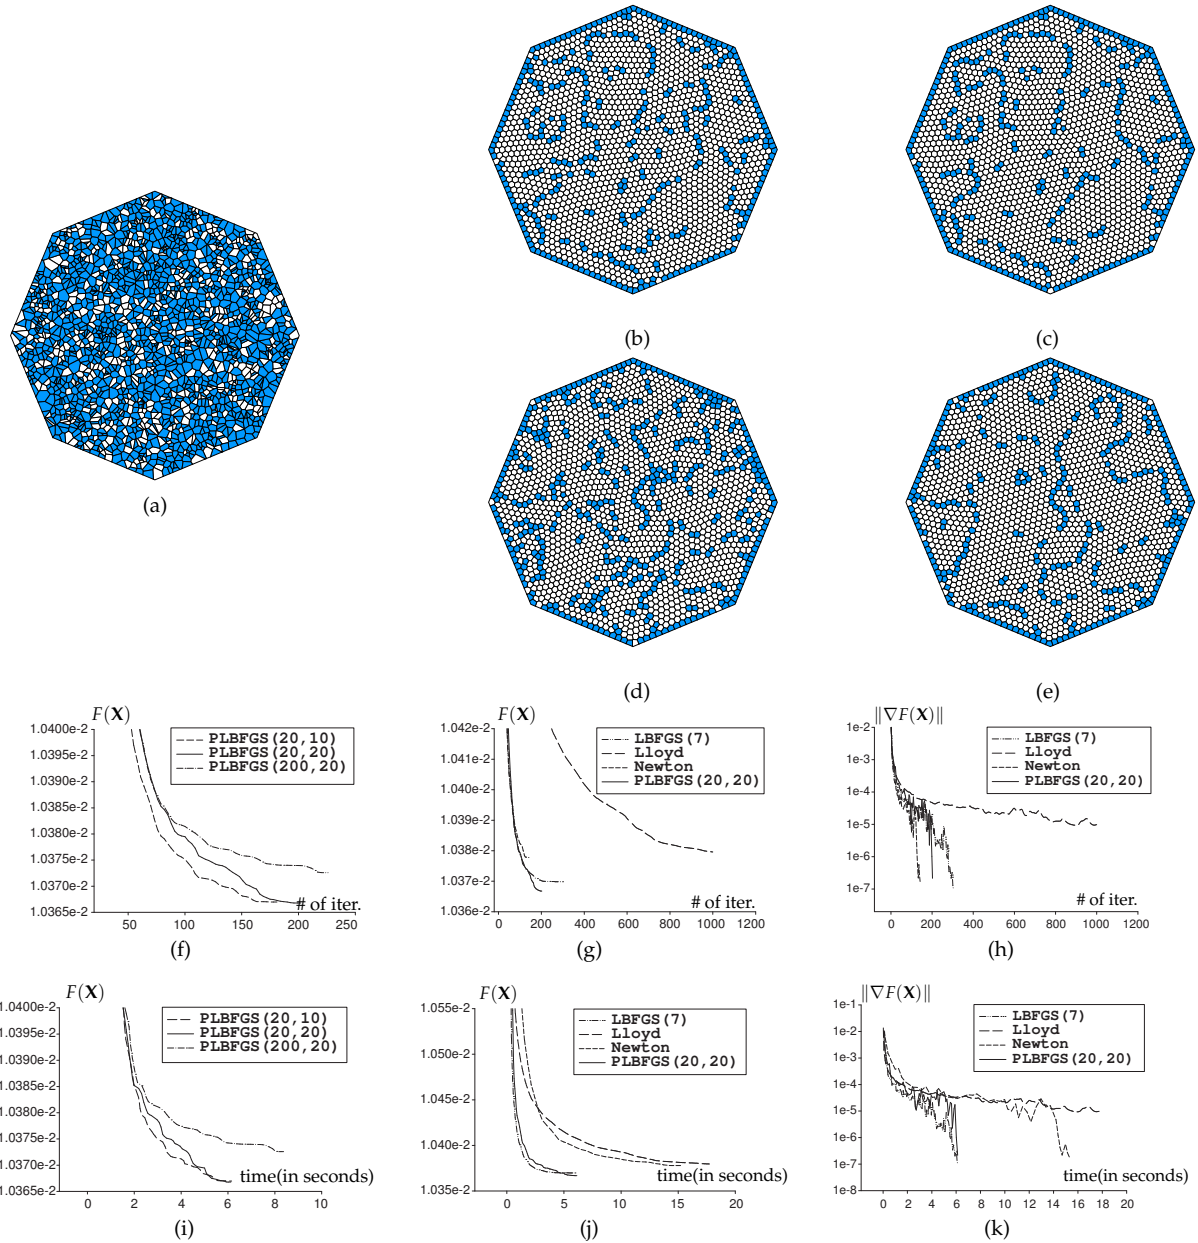 (a)
(b)
(c)
(d)
(e)
F(X)
1.0400e-2
1.0395e-2
1.0390e-2
1.0385e-2
1.0380e-2
1.0375e-2
1.0370e-2
1.0365e-2
PLBFGS(20,10)
PLBFGS(20,20)
PLBFGS(200,20)
# of iter.
50 100 150 200 250
(f)
F(X)
1.042e-2
1.041e-2
1.040e-2
1.039e-2
1.038e-2
1.037e-2
1.036e-2
LBFGS(7)
Lloyd
Newton
PLBFGS(20,20)
# of iter.
0 200 400 600 800 1000 1200
(g)
||∇F(X)||
1e-2
1e-3
1e-4
1e-5
1e-6
1e-7
LBFGS(7)
Lloyd
Newton
PLBFGS(20,20)
# of iter.
0 200 400 600 800 1000 1200
(h)
F(X)
1.0400e-2
1.0395e-2
1.0390e-2
1.0385e-2
1.0380e-2
1.0375e-2
1.0370e-2
1.0365e-2
PLBFGS(20,10)
PLBFGS(20,20)
PLBFGS(200,20)
time(in seconds)
0 2 4 6 8 10
(i)
F(X)
1.055e-2
1.050e-2
1.045e-2
1.040e-2
1.035e-2
LBFGS(7)
Lloyd
Newton
PLBFGS(20,20)
time(in seconds)
0 5 10 15 20
(j)
||∇F(X)||
1e-1
1e-2
1e-3
1e-4
1e-5
1e-6
1e-7
1e-8
LBFGS(7)
Lloyd
Newton
PLBFGS(20,20)
time(in seconds)
0 2 4 6 8 10 12 14 16 18 20
(k)